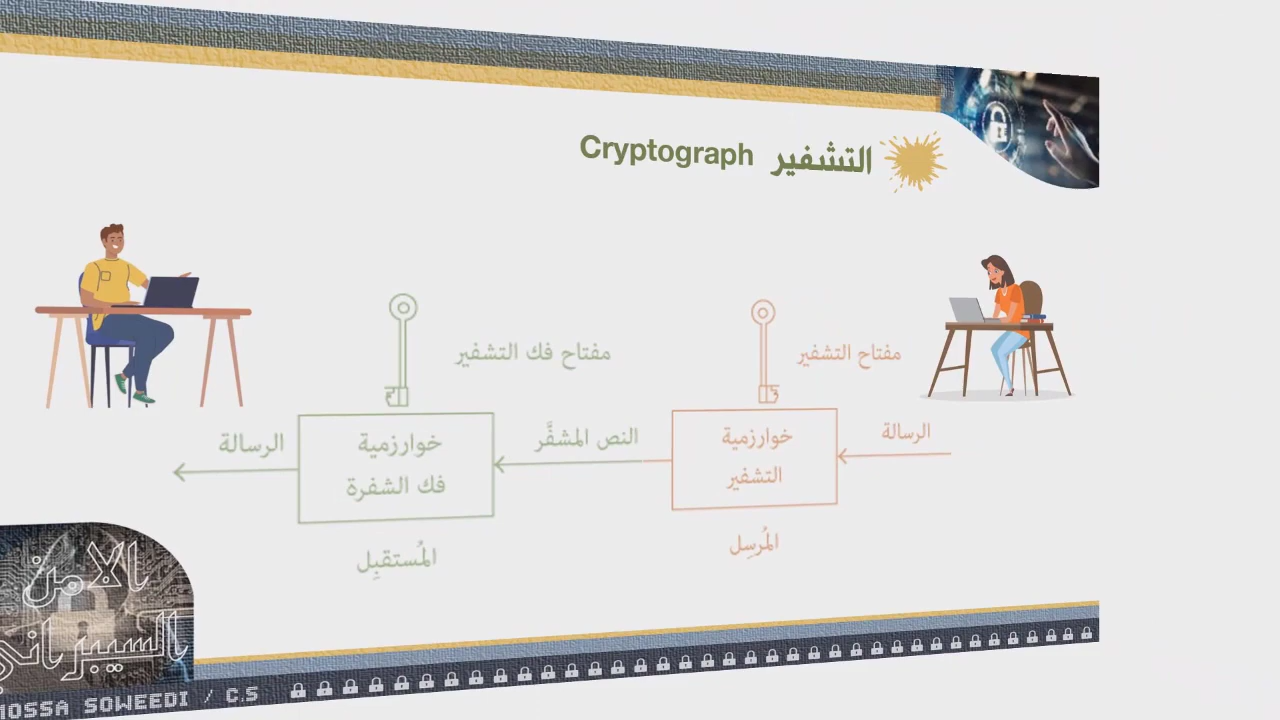 التشفير Cryptograph
مفتاح التشفير
مفتاح فك التشفير
الرسالة
خوارزمية
التشفير
النص المشفَّر
خوارزمية
فك الشفرة
الرسالة
المُرسِل
المُستقبِل
الامن
السيبراني
MOSSA SOWEEDI / C.S